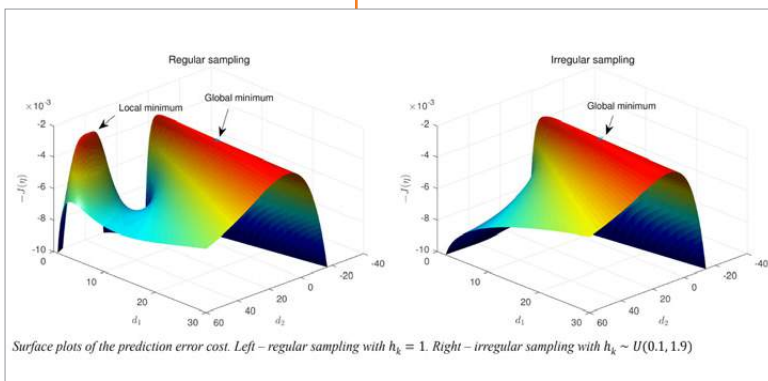 Regular sampling
×10⁻³
Local minimum
Global minimum
-2
-4
-6
-8
-10
−J(η)
0
10
20
30
d₁
60
40
20
0
-20
-40
d₂
Irregular sampling
×10⁻³
Global minimum
-2
-4
-6
-8
-10
−J(η)
0
10
20
30
d₁
60
40
20
0
-20
-40
d₂
Surface plots of the prediction error cost. Left – regular sampling with hₖ = 1. Right – irregular sampling with hₖ ~ U(0.1, 1.9)